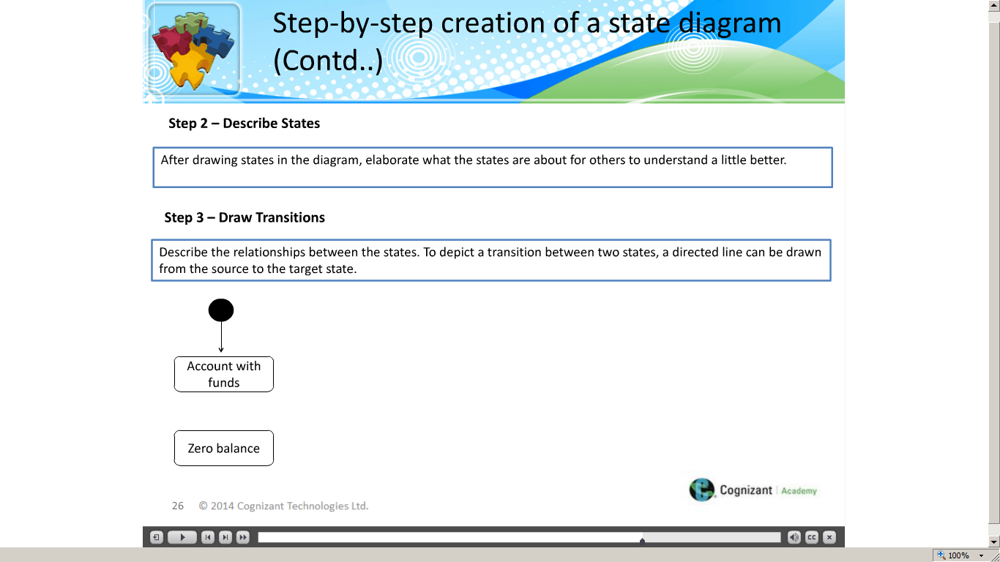 Step-by-step creation of a state diagram
(Contd..)
Step 2 – Describe States
After drawing states in the diagram, elaborate what the states are about for others to understand a little better.
Step 3 – Draw Transitions
Describe the relationships between the states. To depict a transition between two states, a directed line can be drawn
from the source to the target state.
Account with
funds
Zero balance
Cognizant | Academy
26 © 2014 Cognizant Technologies Ltd.
CC
100%